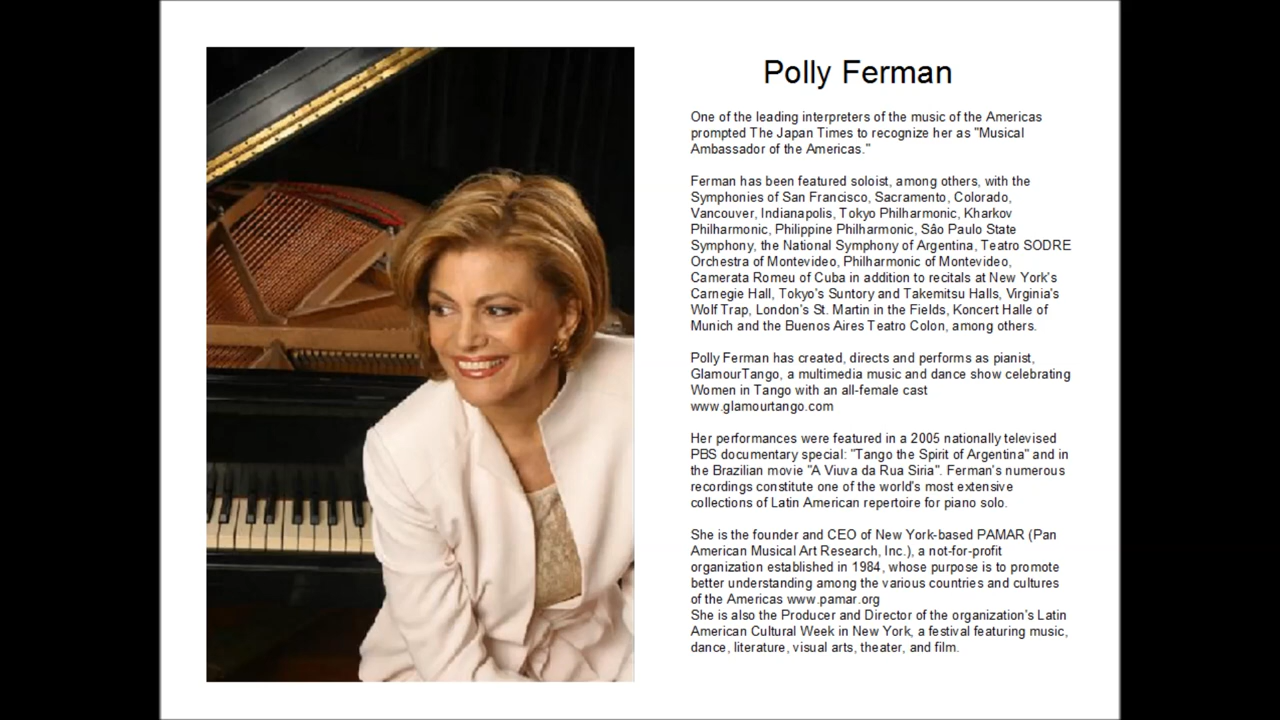 Polly Ferman
One of the leading interpreters of the music of the Americas
prompted The Japan Times to recognize her as "Musical
Ambassador of the Americas."
Ferman has been featured soloist, among others, with the
Symphonies of San Francisco, Sacramento, Colorado,
Vancouver, Indianapolis, Tokyo Philharmonic, Kharkov
Philharmonic, Philippine Philharmonic, Sâo Paulo State
Symphony, the National Symphony of Argentina, Teatro SODRE
Orchestra of Montevideo, Philharmonic of Montevideo,
Camerata Romeu of Cuba in addition to recitals at New York's
Carnegie Hall, Tokyo's Suntory and Takemitsu Halls, Virginia's
Wolf Trap, London's St. Martin in the Fields, Koncert Halle of
Munich and the Buenos Aires Teatro Colon, among others.
Polly Ferman has created, directs and performs as pianist,
GlamourTango, a multimedia music and dance show celebrating
Women in Tango with an all-female cast
www.glamourtango.com
Her performances were featured in a 2005 nationally televised
PBS documentary special: "Tango the Spirit of Argentina" and in
the Brazilian movie "A Viuva da Rua Siria". Ferman's numerous
recordings constitute one of the world's most extensive
collections of Latin American repertoire for piano solo.
She is the founder and CEO of New York-based PAMAR (Pan
American Musical Art Research, Inc.), a not-for-profit
organization established in 1984, whose purpose is to promote
better understanding among the various countries and cultures
of the Americas www.pamar.org
She is also the Producer and Director of the organization's Latin
American Cultural Week in New York, a festival featuring music,
dance, literature, visual arts, theater, and film.